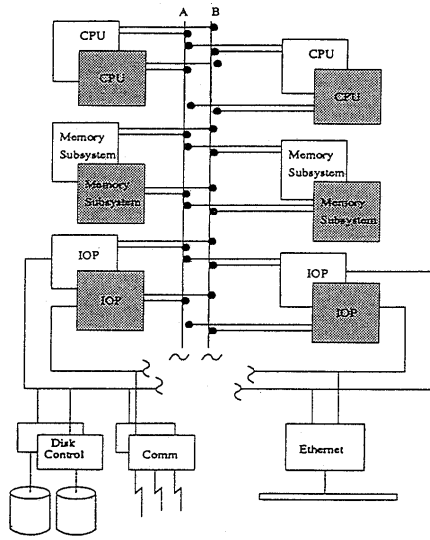 A B
CPU
CPU
CPU
CPU
Memory
Subsystem
Memory
Subsystem
Memory
Subsystem
Memory
Subsystem
IOP
IOP
IOP
IOP
Disk
Control
Comm
Ethernet